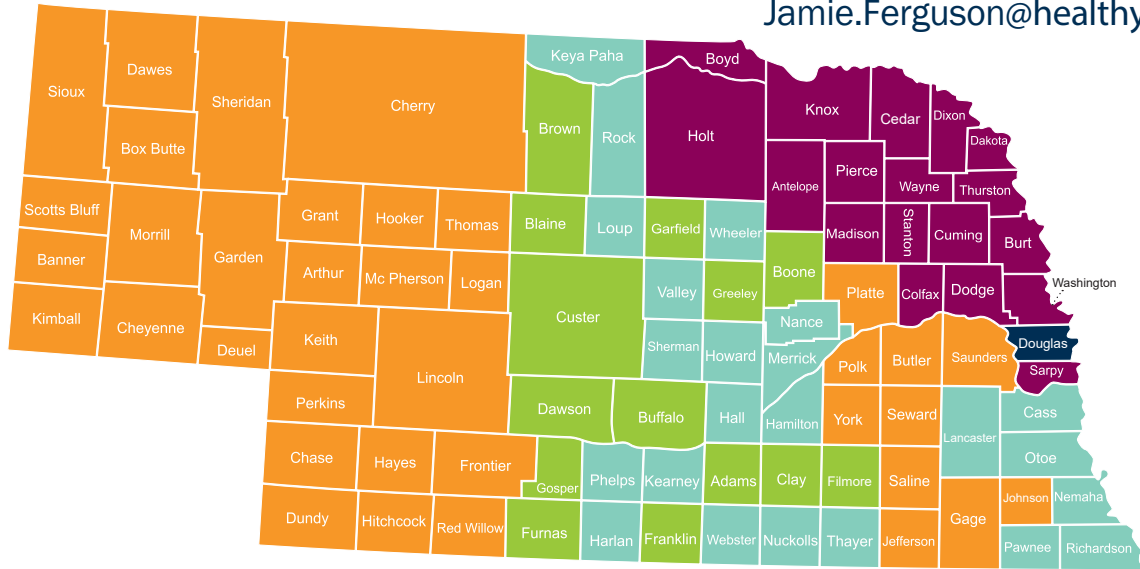 Jamie.Ferguson@healthy
Keya Paha
Boyd
Sioux
Dawes
Sheridan
Cherry
Brown
Rock
Holt
Knox
Cedar
Dixon
Dakota
Box Butte
Antelope
Pierce
Wayne
Thurston
Scotts Bluff
Morrill
Garden
Grant
Hooker
Thomas
Blaine
Loup
Garfield
Wheeler
Madison
Stanton
Cuming
Burt
Banner
Arthur
Mc Pherson
Logan
Custer
Valley
Greeley
Boone
Platte
Colfax
Dodge
Washington
Kimball
Cheyenne
Deuel
Keith
Lincoln
Sherman
Howard
Nance
Merrick
Polk
Butler
Saunders
Douglas
Sarpy
Perkins
Dawson
Buffalo
Hall
Hamilton
York
Seward
Lancaster
Cass
Otoe
Chase
Hayes
Frontier
Gosper
Phelps
Kearney
Adams
Clay
Filmore
Saline
Gage
Johnson
Nemaha
Dundy
Hitchcock
Red Willow
Furnas
Harlan
Franklin
Webster
Nuckolls
Thayer
Jefferson
Pawnee
Richardson